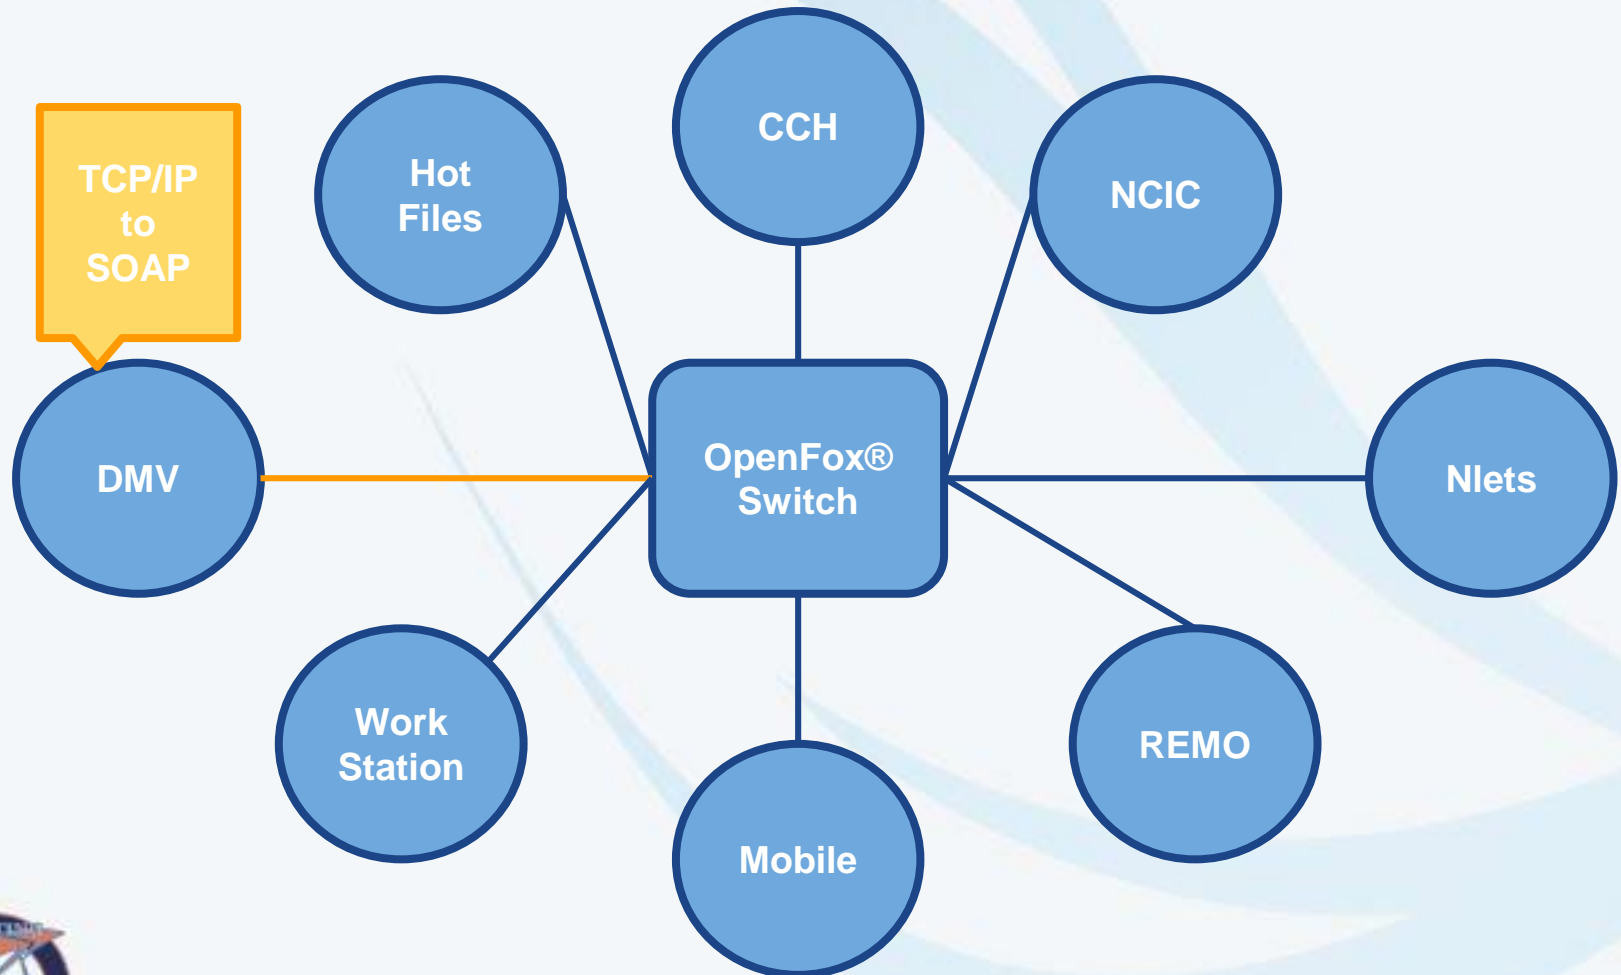 CCH
Hot
Files
NCIC
TCP/IP
to
SOAP
DMV
OpenFox®
Switch
Nlets
Work
Station
REMO
Mobile